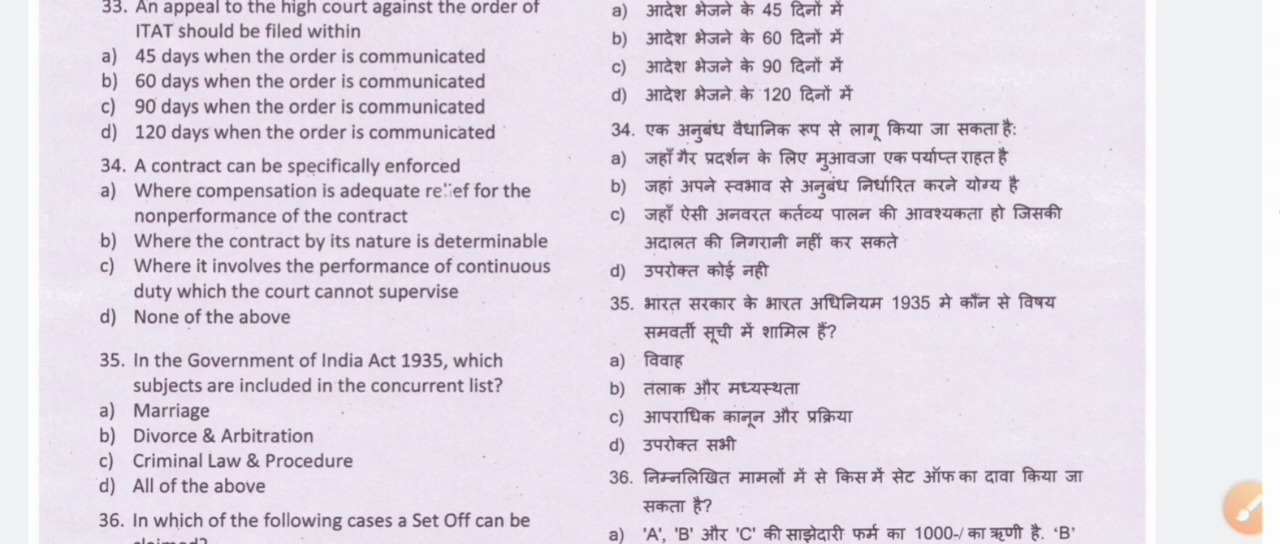 33. An appeal to the high court against the order of
ITAT should be filed within
a) 45 days when the order is communicated
b) 60 days when the order is communicated
c) 90 days when the order is communicated
d) 120 days when the order is communicated
34. A contract can be specifically enforced
a) Where compensation is adequate relief for the
nonperformance of the contract
b) Where the contract by its nature is determinable
c) Where it involves the performance of continuous
duty which the court cannot supervise
d) None of the above
35. In the Government of India Act 1935, which
subjects are included in the concurrent list?
a) Marriage
b) Divorce & Arbitration
c) Criminal Law & Procedure
d) All of the above
36. In which of the following cases a Set Off can be
claimed?
a) आदेश भेजने के 45 दिनों में
b) आदेश भेजने के 60 दिनों में
c) आदेश भेजने के 90 दिनों में
d) आदेश भेजने के 120 दिनों में
34. एक अनुबंध वैधानिक रूप से लागू किया जा सकता है:
a) जहाँ गैर प्रदर्शन के लिए मुआवजा एक पर्याप्त राहत है
b) जहां अपने स्वभाव से अनुबंध निर्धारित करने योग्य है
c) जहाँ ऐसी अनवरत कर्तव्य पालन की आवश्यकता हो जिसकी
अदालत की निगरानी नहीं कर सकते
d) उपरोक्त कोई नही
35. भारत सरकार के भारत अधिनियम 1935 मे कौंन से विषय
समवर्ती सूची में शामिल हैं?
a) विवाह
b) तलाक और मध्यस्थता
c) आपराधिक कानून और प्रक्रिया
d) उपरोक्त सभी
36. निम्नलिखित मामलों में से किस में सेट ऑफ का दावा किया जा
सकता है?
a) 'A', 'B' और 'C' की साझेदारी फर्म का 1000-/ का ऋणी है. 'B'